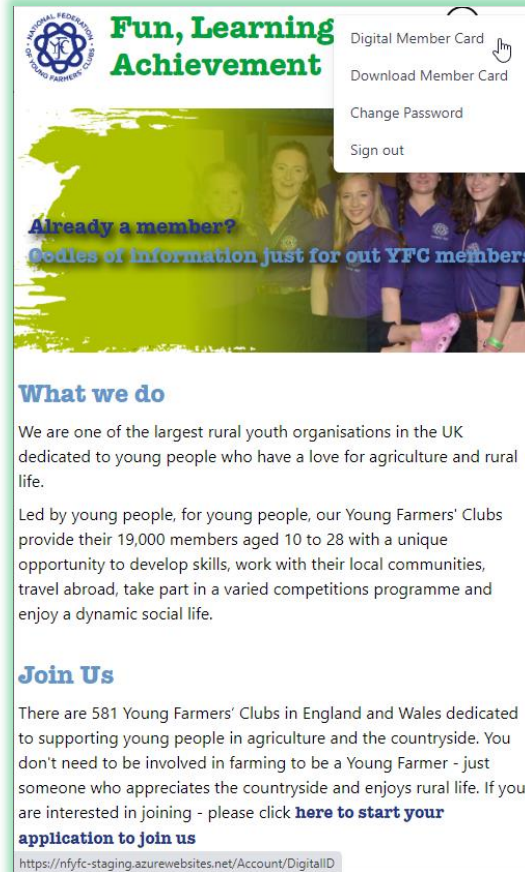 NATIONAL FEDERATION
OF YOUNG FARMERS' CLUBS
YFC
Fun, Learning
Achievement
Digital Member Card
Download Member Card
Change Password
Sign out
Already a member?
Oodles of information just for out YFC members
What we do
We are one of the largest rural youth organisations in the UK
dedicated to young people who have a love for agriculture and rural
life.
Led by young people, for young people, our Young Farmers' Clubs
provide their 19,000 members aged 10 to 28 with a unique
opportunity to develop skills, work with their local communities,
travel abroad, take part in a varied competitions programme and
enjoy a dynamic social life.
Join Us
There are 581 Young Farmers' Clubs in England and Wales dedicated
to supporting young people in agriculture and the countryside. You
don't need to be involved in farming to be a Young Farmer - just
someone who appreciates the countryside and enjoys rural life. If you
are interested in joining - please click here to start your
application to join us
https://nfyfc-staging.azurewebsites.net/Account/DigitalID